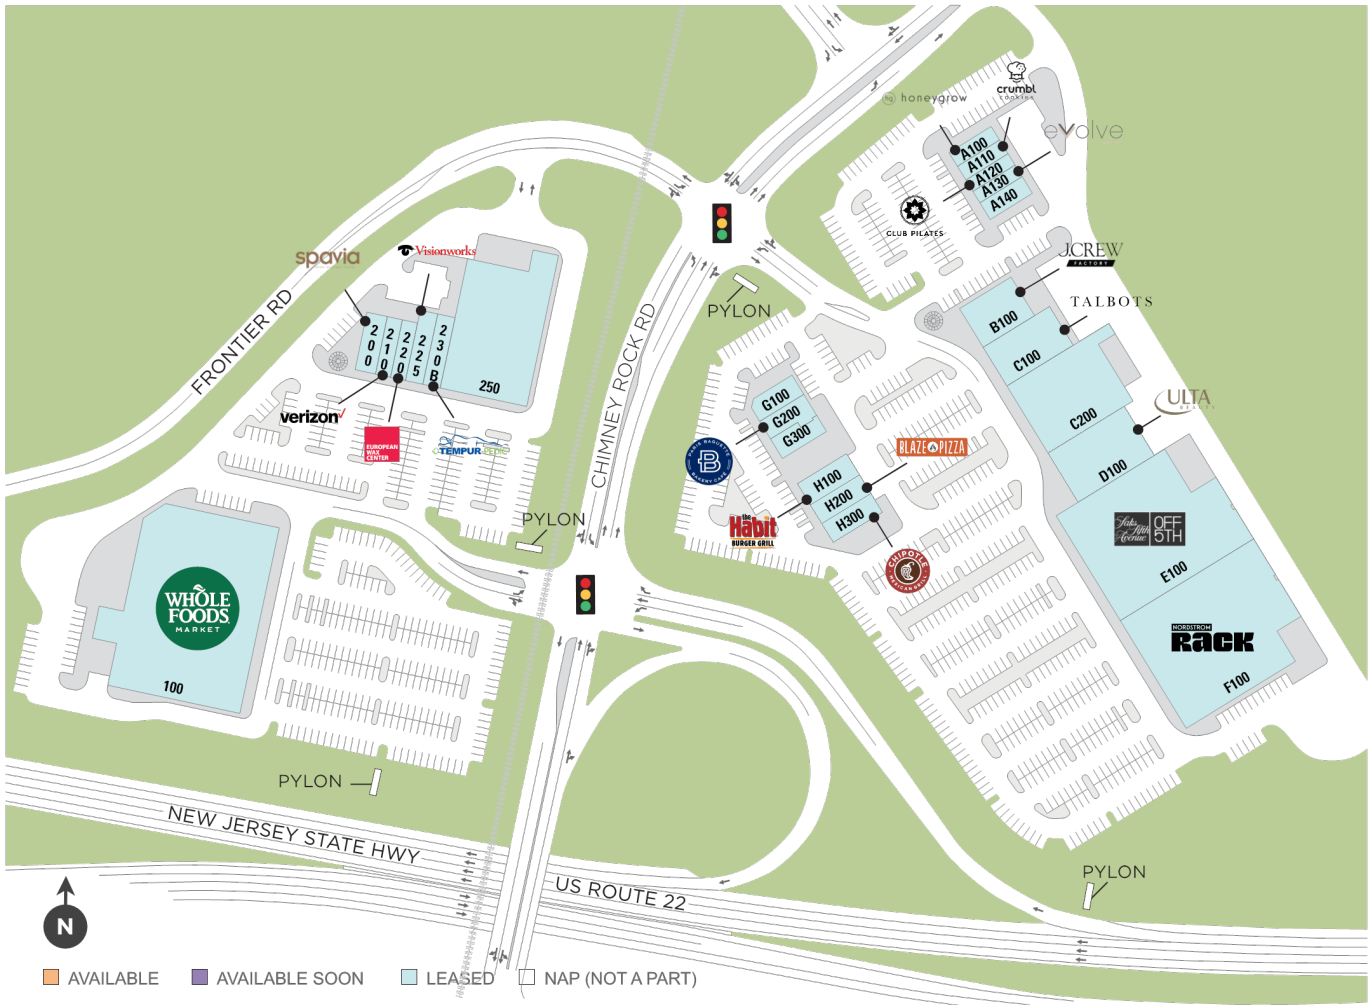 honeygrow
crumbl
cookies
evolve
A100
A110
A120
A130
A140
CLUB PILATES
spavia
Visionworks
J.CREW
FACTORY
TALBOTS
PYLON
B100
C100
FRONTIER RD
200
210
220
225
230B
250
CHIMNEY ROCK RD
G100
G200
G300
C200
ULTA
BEAUTY
verizon
EUROPEAN
WAX
CENTER
TEMPUR-PEDIC
PARIS BAGUETTE
B
BAKERY CAFE
BLAZE PIZZA
D100
H100
H200
H300
the
Habit
BURGER GRILL
PYLON
Saks
Fifth
Avenue
OFF
5TH
CHIPOTLE
MEXICAN GRILL
E100
WHOLE
FOODS
MARKET
100
NORDSTROM
RACK
F100
PYLON
NEW JERSEY STATE HWY
US ROUTE 22
PYLON
N
AVAILABLE
AVAILABLE SOON
LEASED
NAP (NOT A PART)